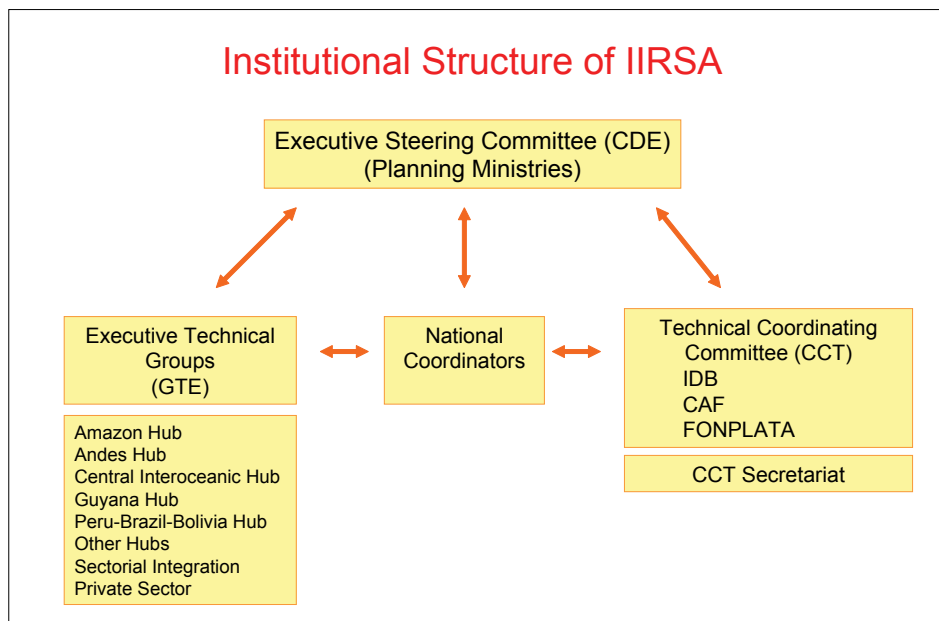 Institutional Structure of IIRSA
Executive Steering Committee (CDE)
(Planning Ministries)
Executive Technical
Groups
(GTE)
National
Coordinators
Technical Coordinating
Committee (CCT)
IDB
CAF
FONPLATA
Amazon Hub
Andes Hub
Central Interoceanic Hub
Guyana Hub
Peru-Brazil-Bolivia Hub
Other Hubs
Sectorial Integration
Private Sector
CCT Secretariat